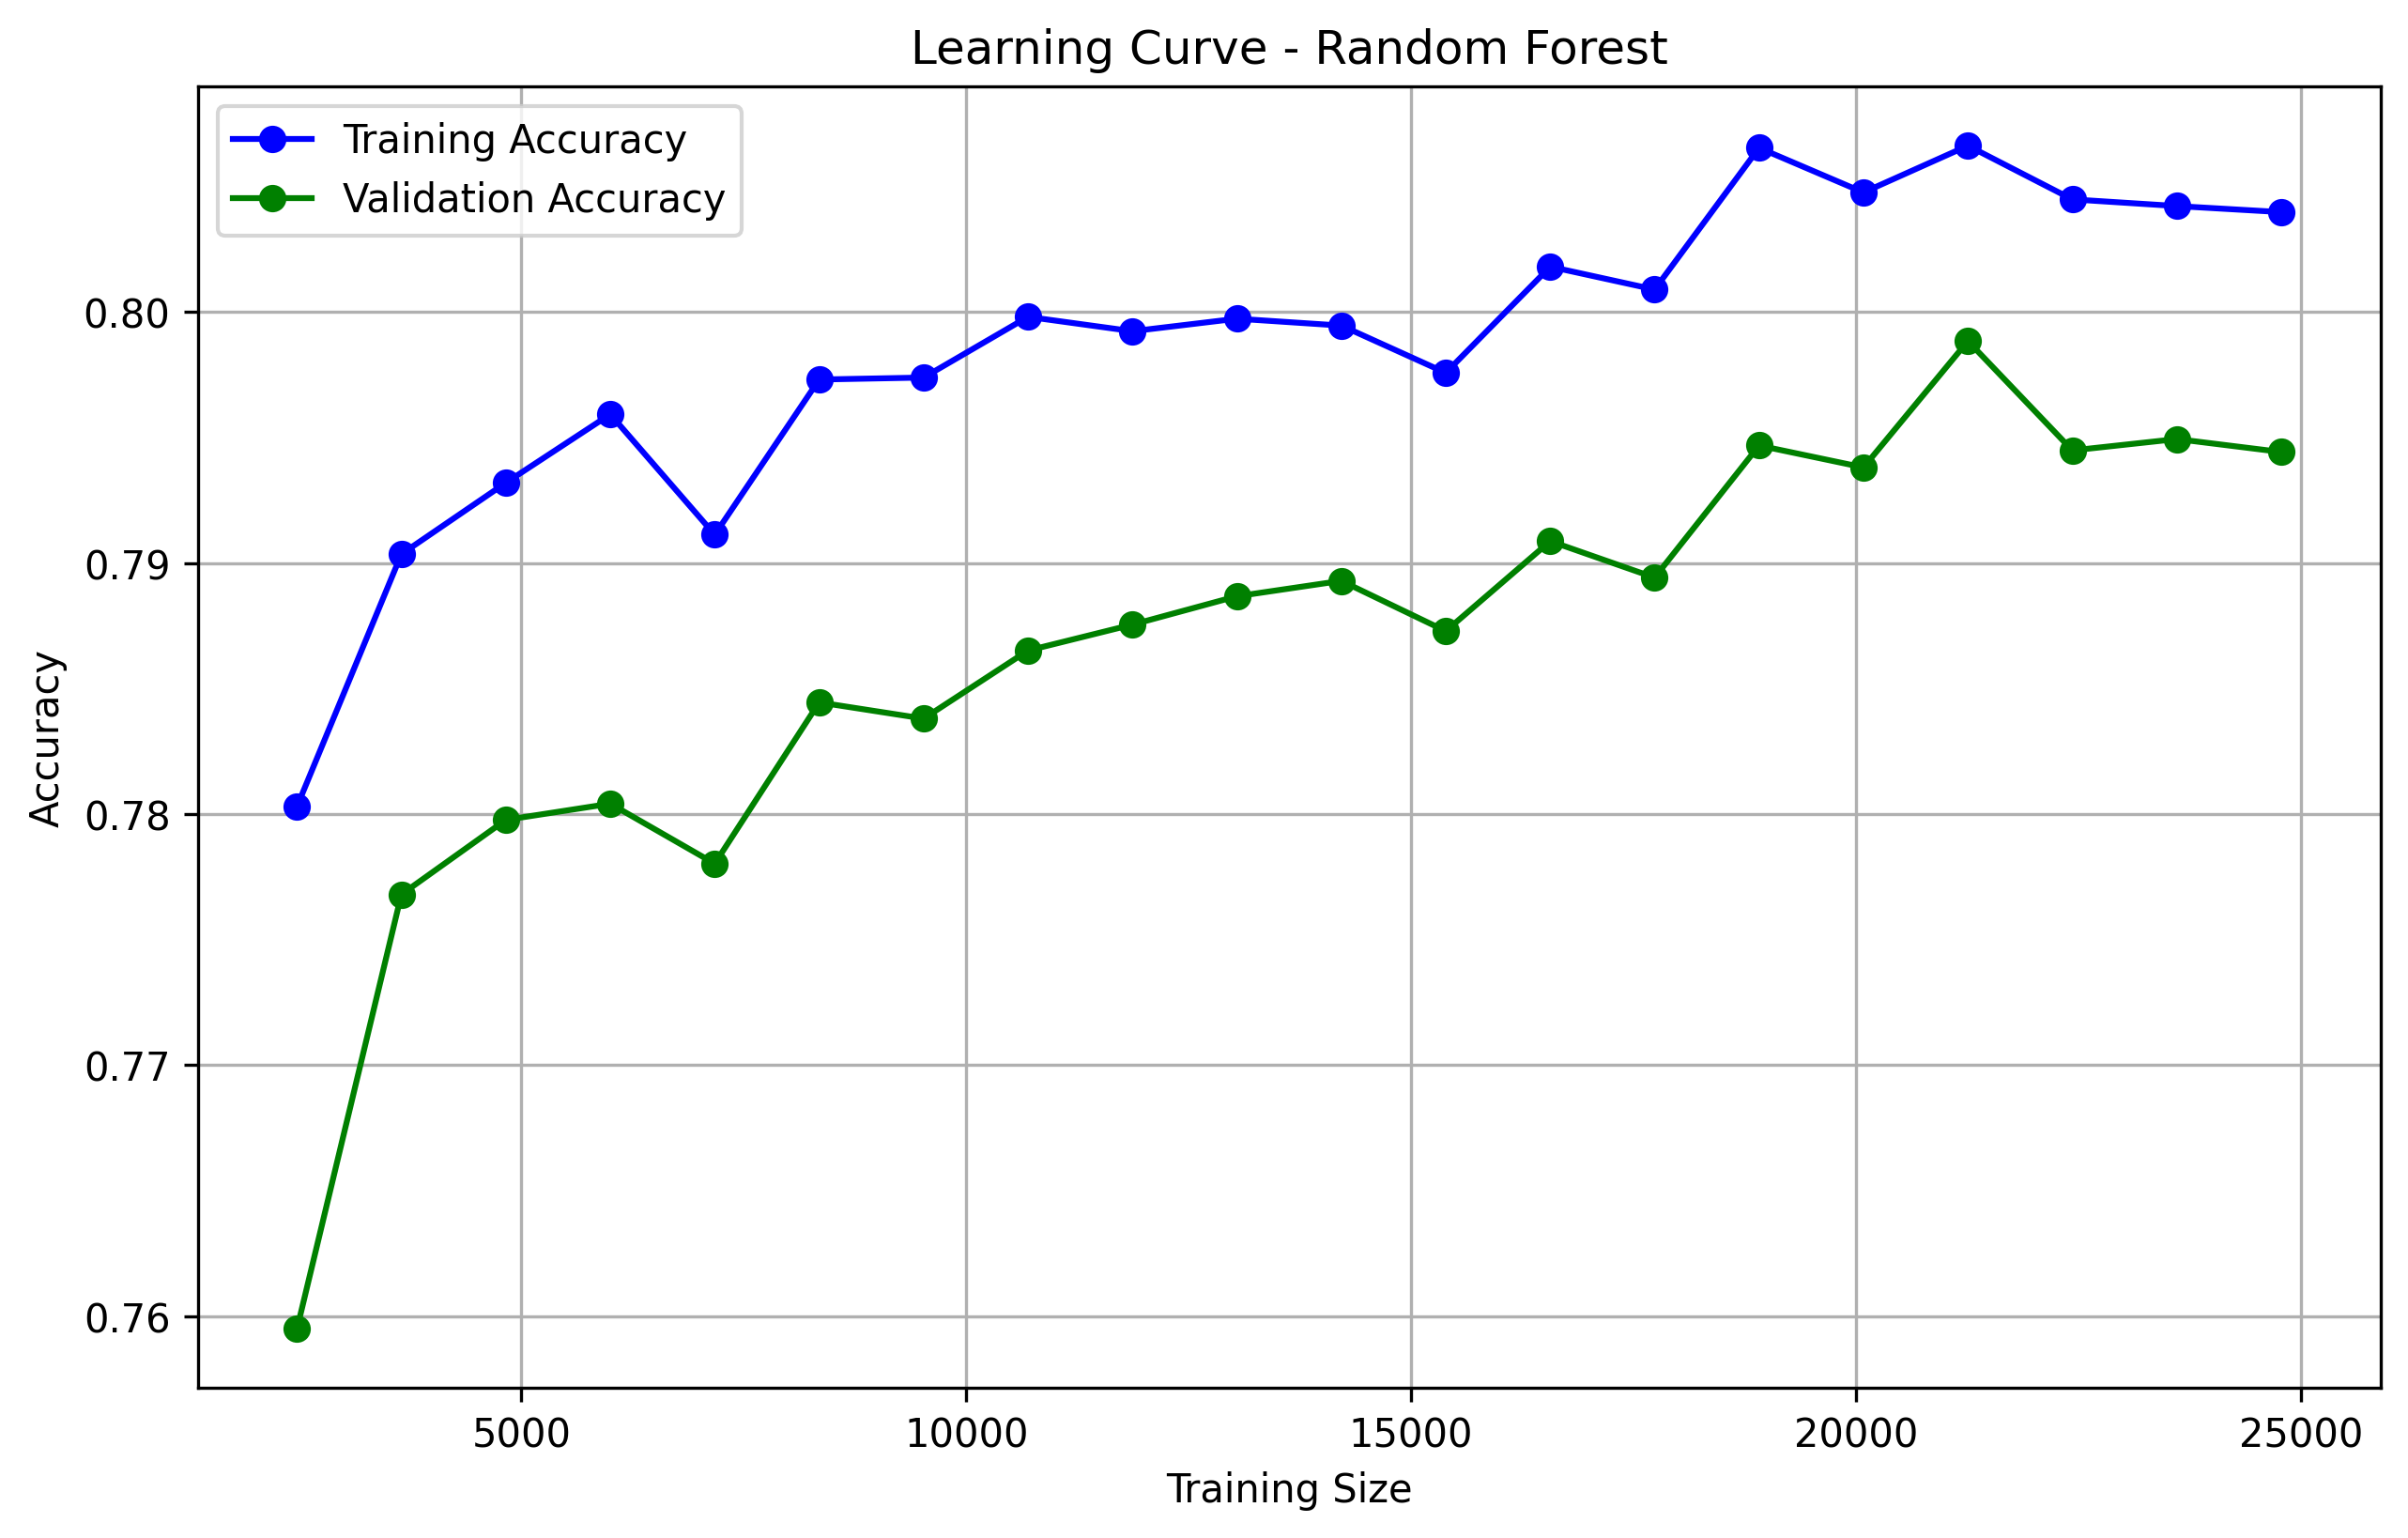 Learning Curve - Random Forest
Training Accuracy
Validation Accuracy
Accuracy
0.80
0.79
0.78
0.77
0.76
5000 10000 15000 20000 25000
Training Size